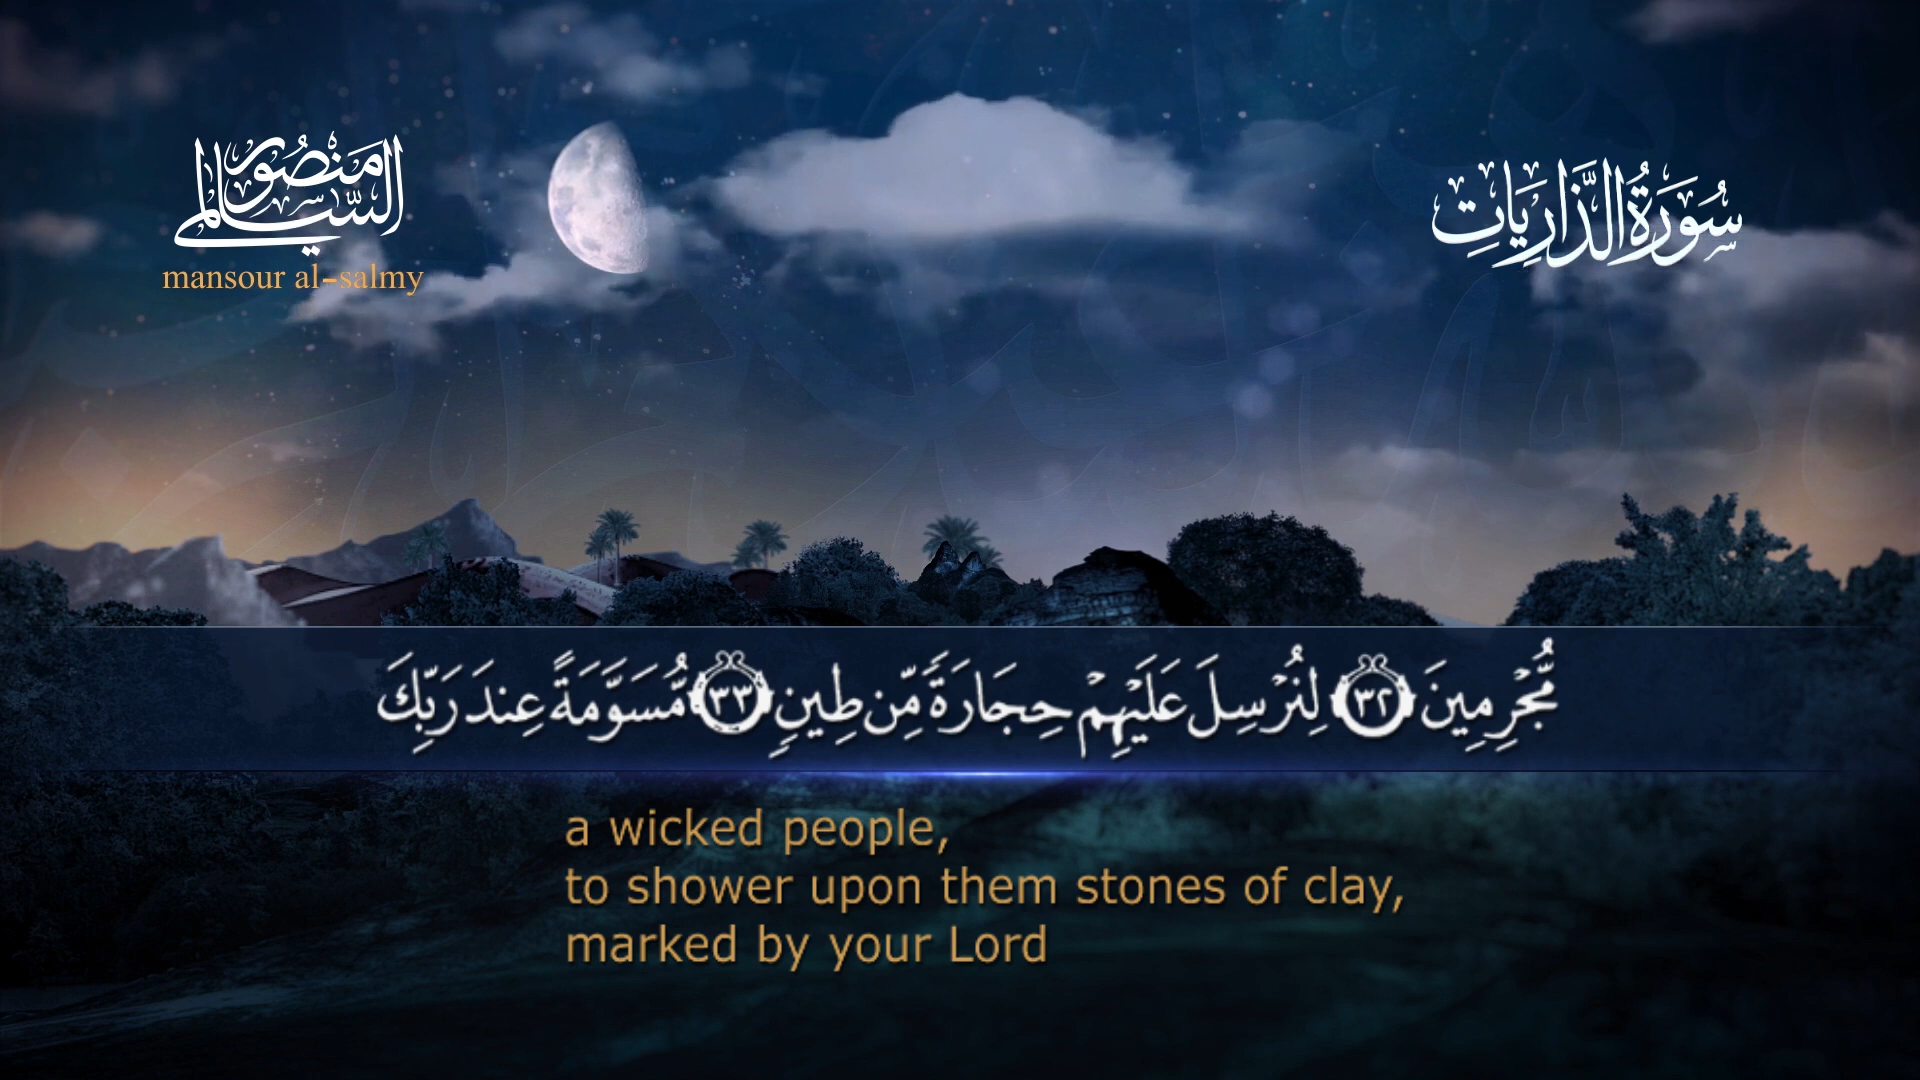 منصور
السالمي
mansour al-salmy
سُورَةُ الذَّارِيَاتِ
مُّجْرِمِينَ ٣٢ لِنُرْسِلَ عَلَيْهِمْ حِجَارَةً مِّن طِينٍ ٣٣ مُّسَوَّمَةً عِندَ رَبِّكَ
a wicked people,
to shower upon them stones of clay,
marked by your Lord